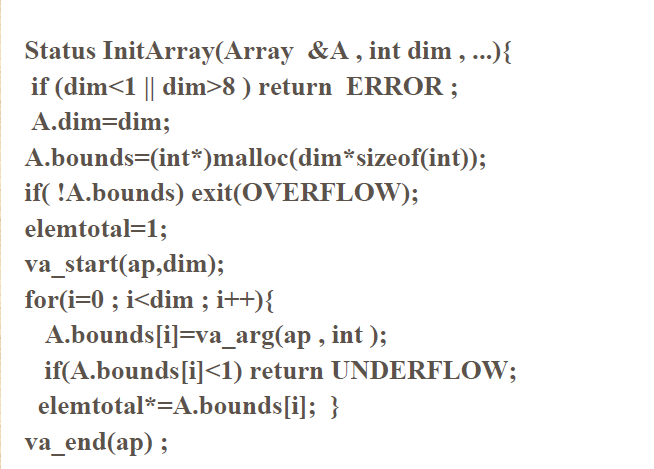 Status InitArray(Array &A , int dim , ...){
if (dim<1 || dim>8 ) return ERROR ;
A.dim=dim;
A.bounds=(int*)malloc(dim*sizeof(int));
if( !A.bounds) exit(OVERFLOW);
elemtotal=1;
va_start(ap,dim);
for(i=0 ; i<dim ; i++){
A.bounds[i]=va_arg(ap , int );
if(A.bounds[i]<1) return UNDERFLOW;
elemtotal*=A.bounds[i]; }
va_end(ap) ;